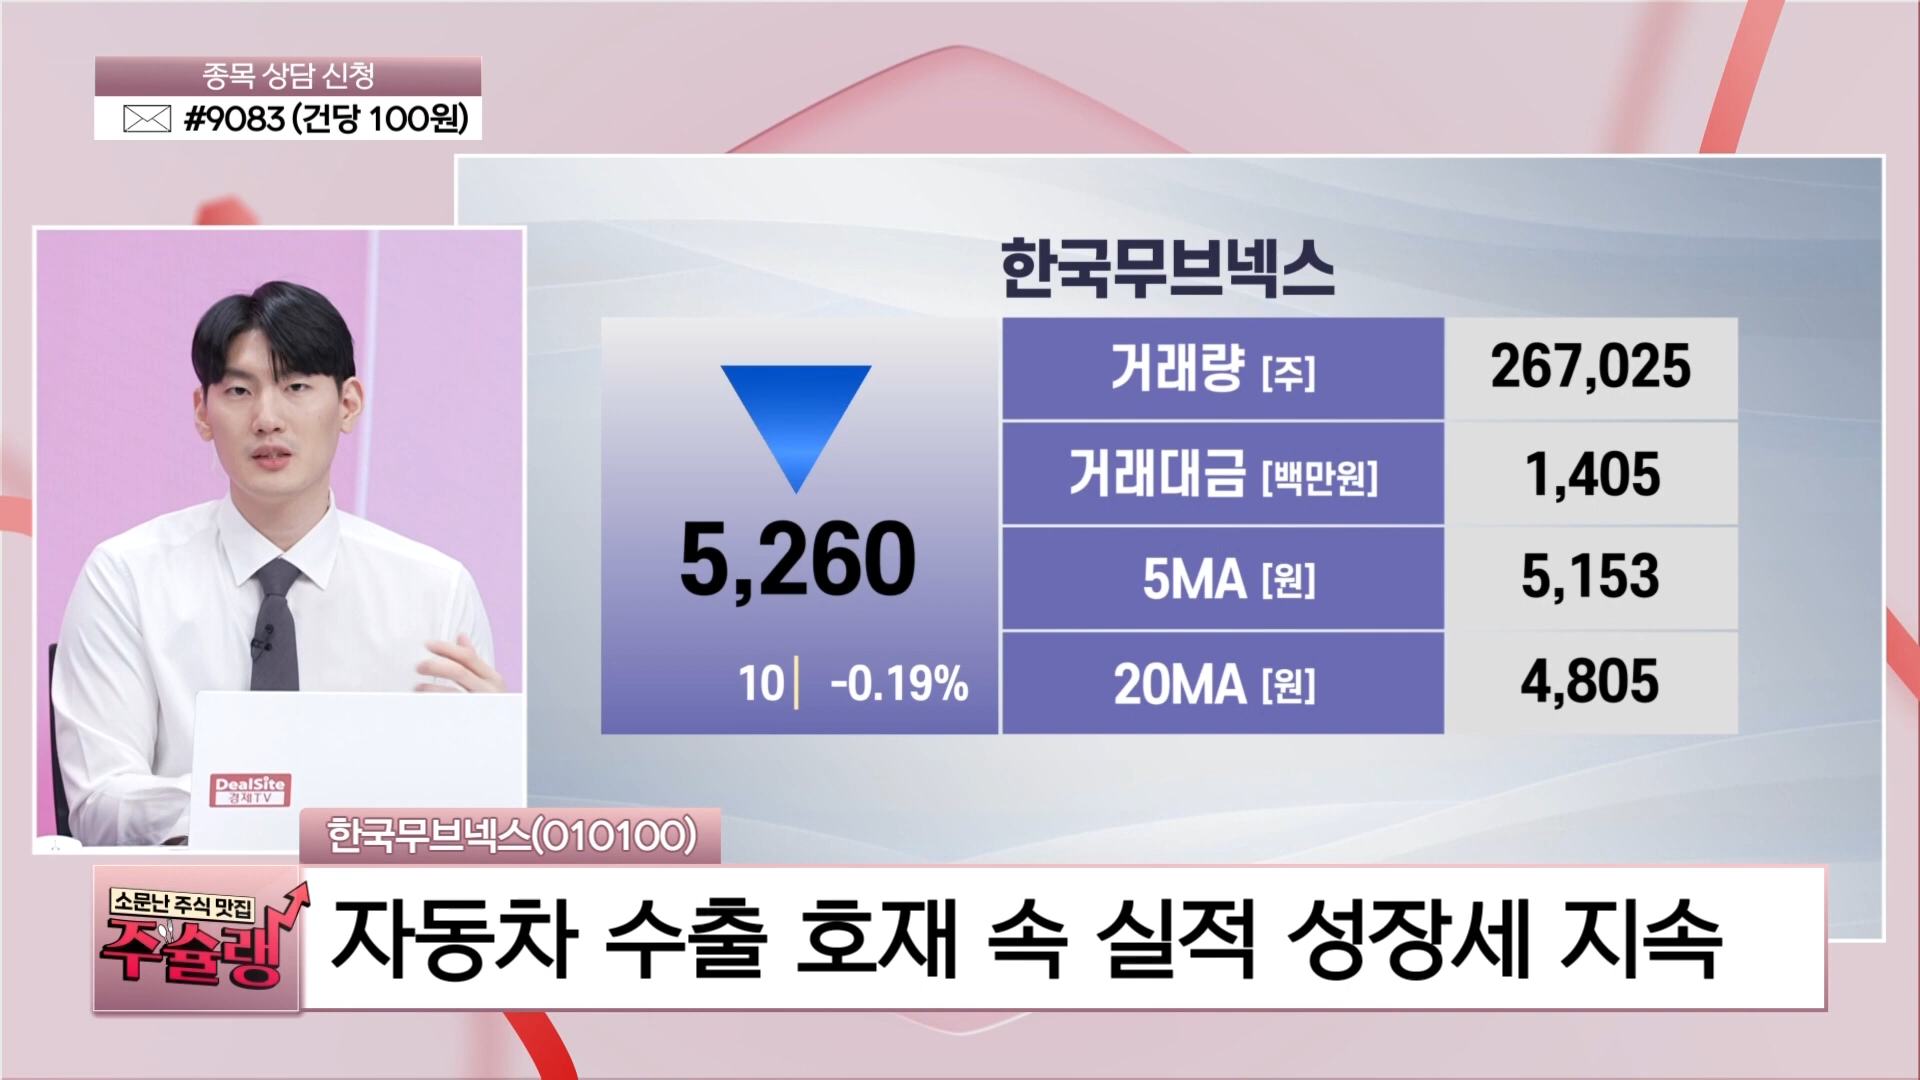 종목 상담 신청
#9083 (건당 100원)
한국무브넥스
5,260
10 -0.19%
거래량 [주] 267,025
거래대금 [백만원] 1,405
5MA [원] 5,153
20MA [원] 4,805
DealSite
경제TV
한국무브넥스(010100)
소문난 주식 맛집
주슐랭
자동차 수출 호재 속 실적 성장세 지속